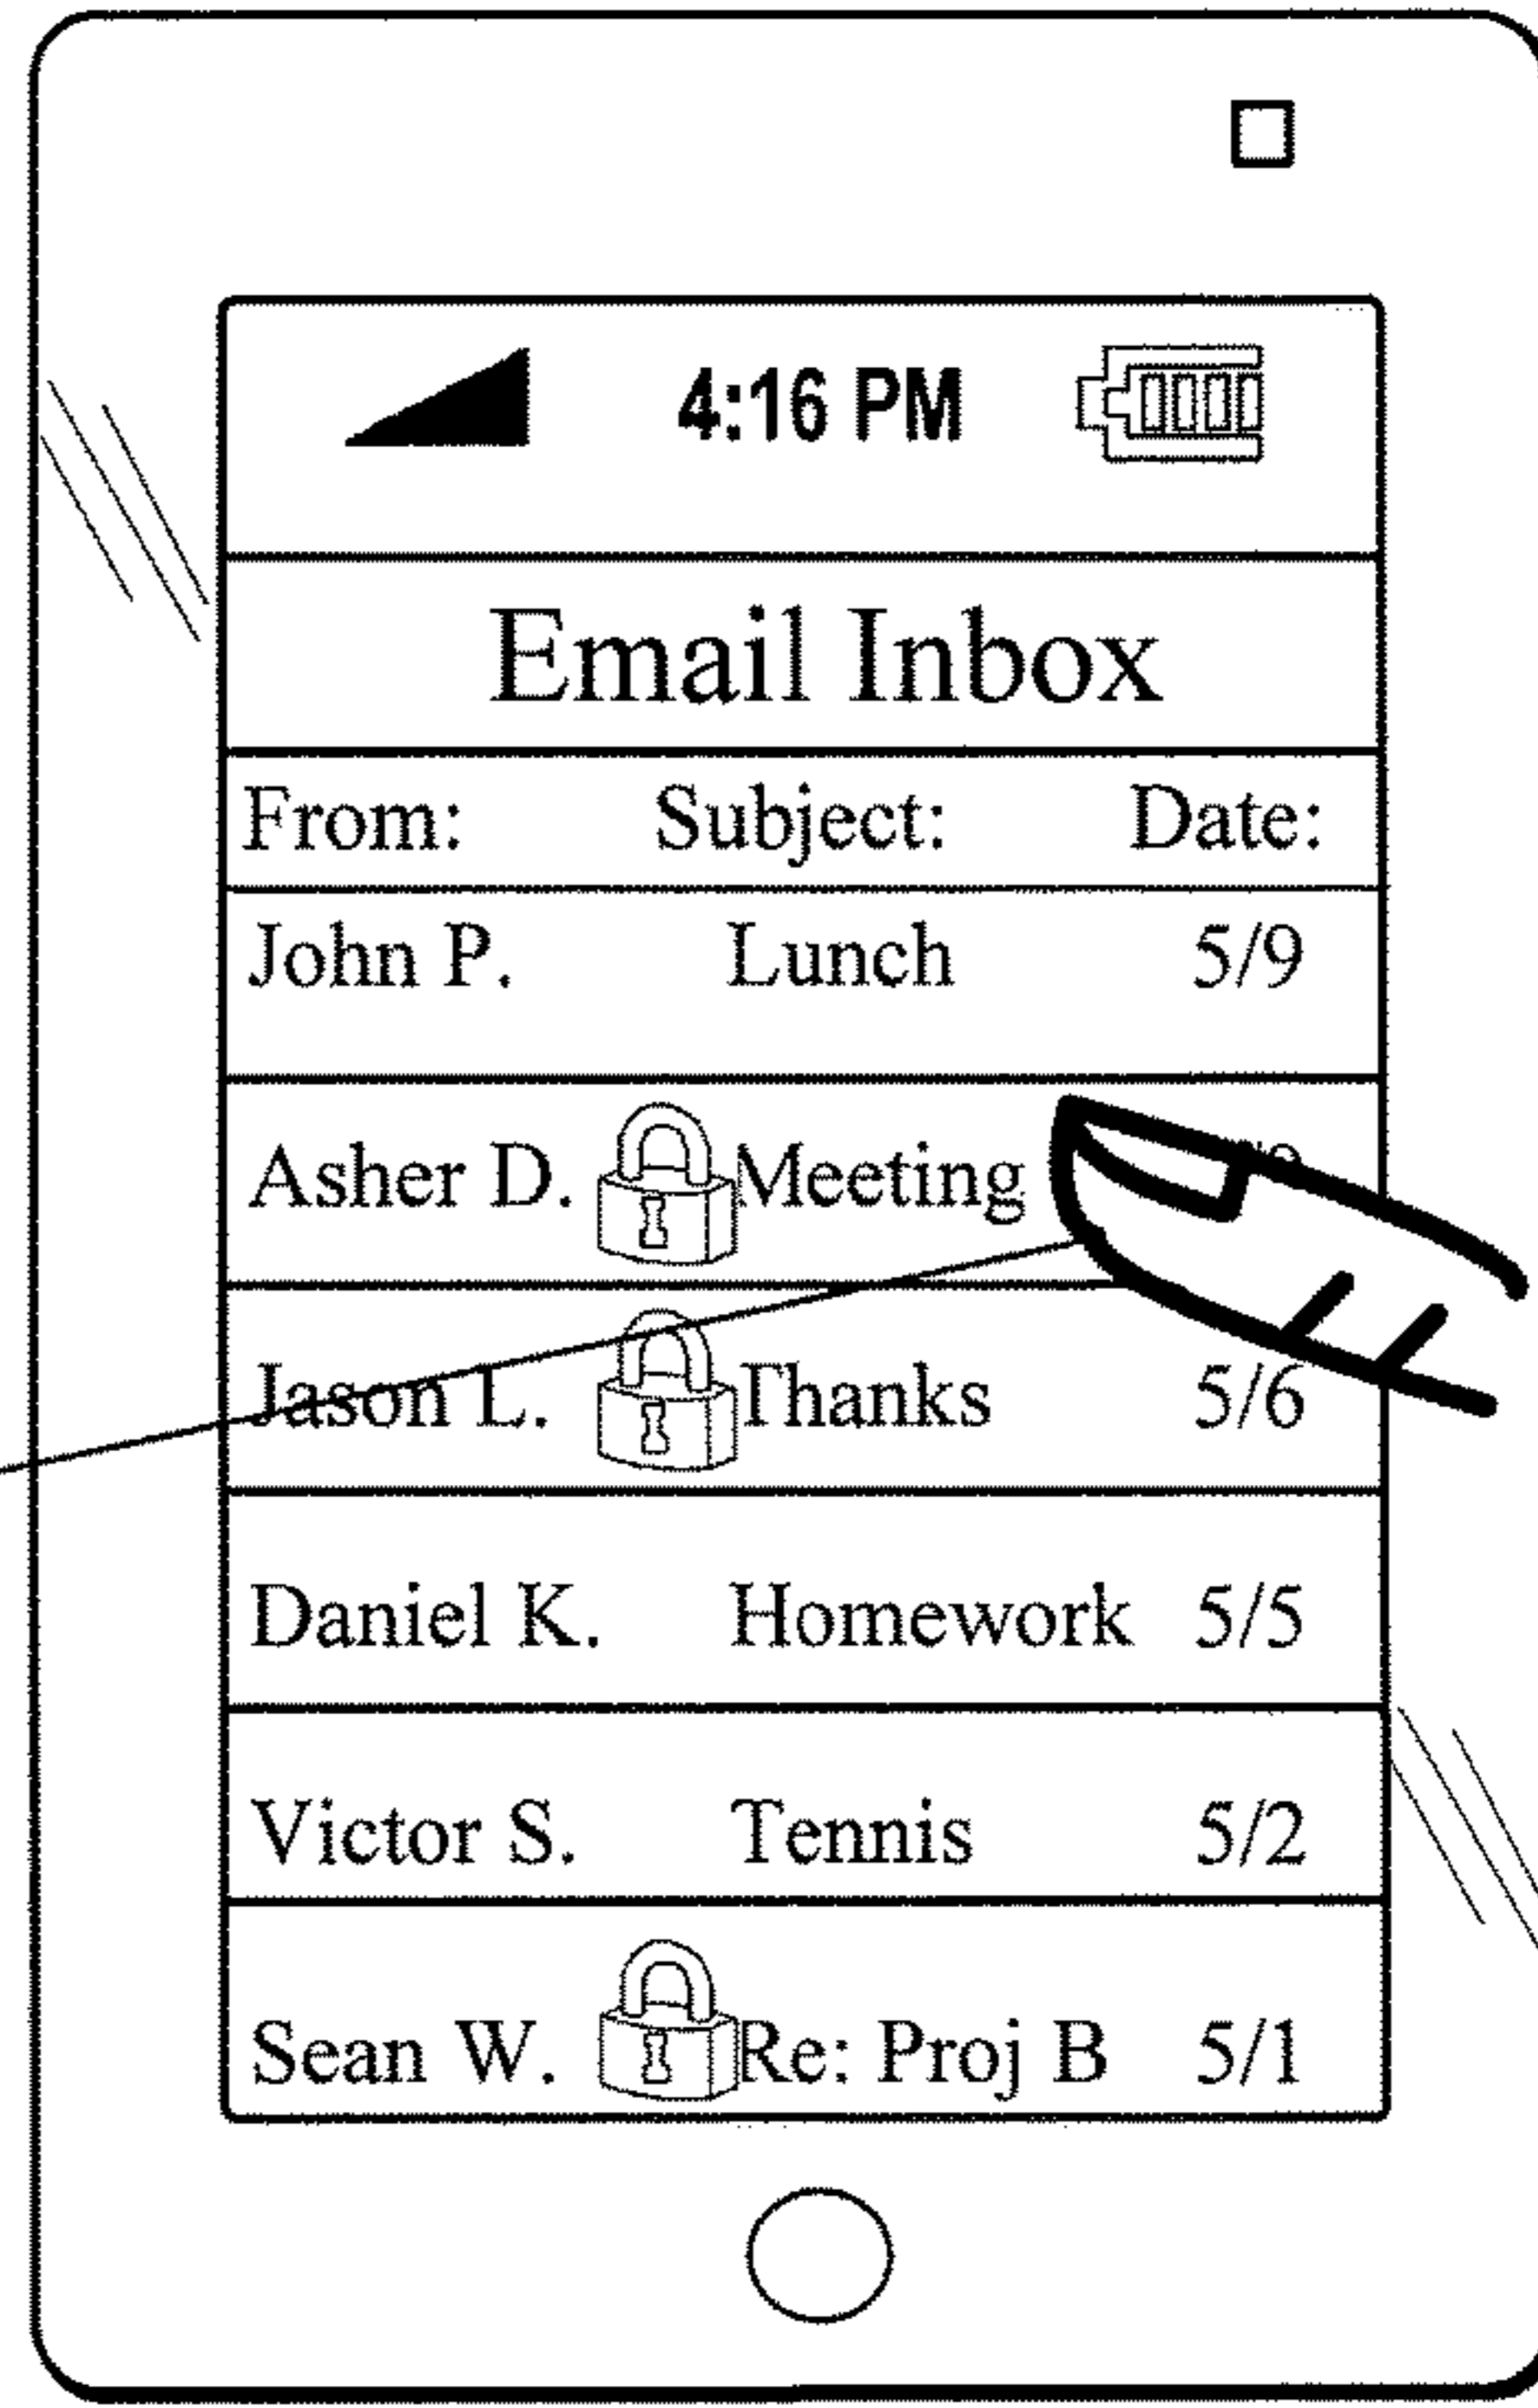 4:16 PM
Email Inbox
From: Subject: Date:
John P. Lunch 5/9
Asher D. Meeting
Jason L. Thanks 5/6
Daniel K. Homework 5/5
Victor S. Tennis 5/2
Sean W. Re: Proj B 5/1